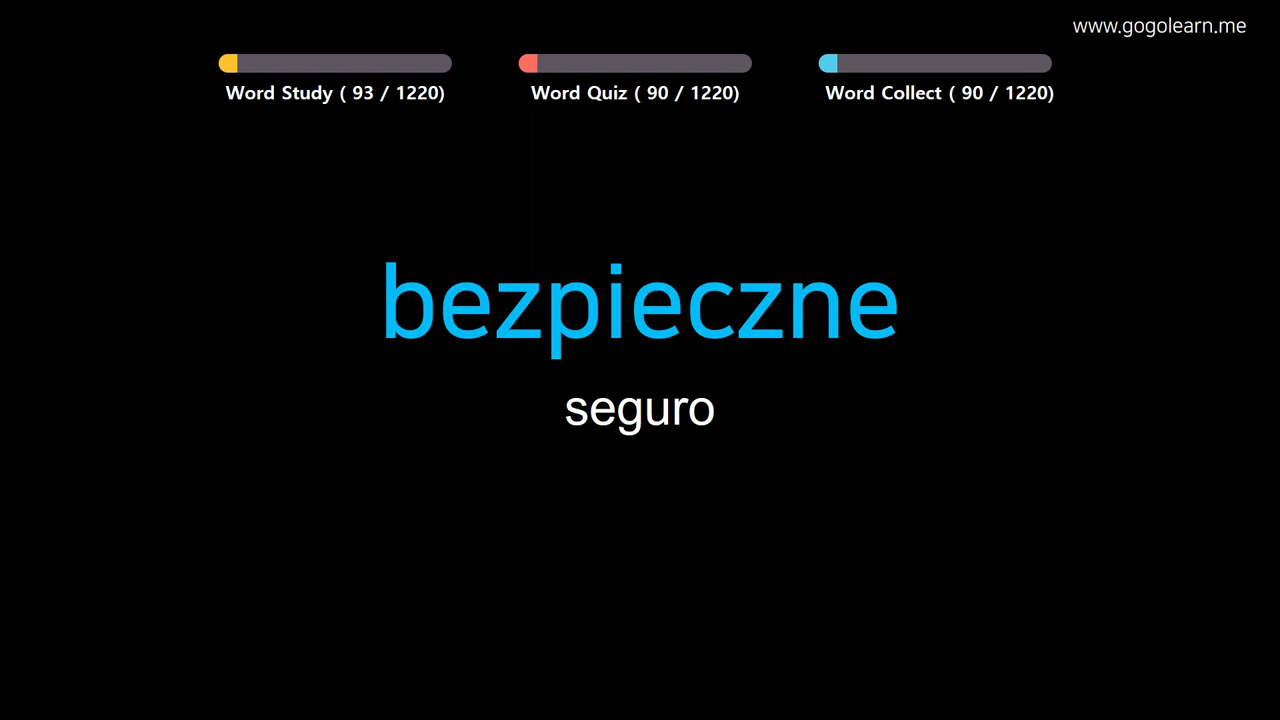 www.gogolearn.me
Word Study ( 93 / 1220)
Word Quiz ( 90 / 1220)
Word Collect ( 90 / 1220)
bezpieczne
seguro